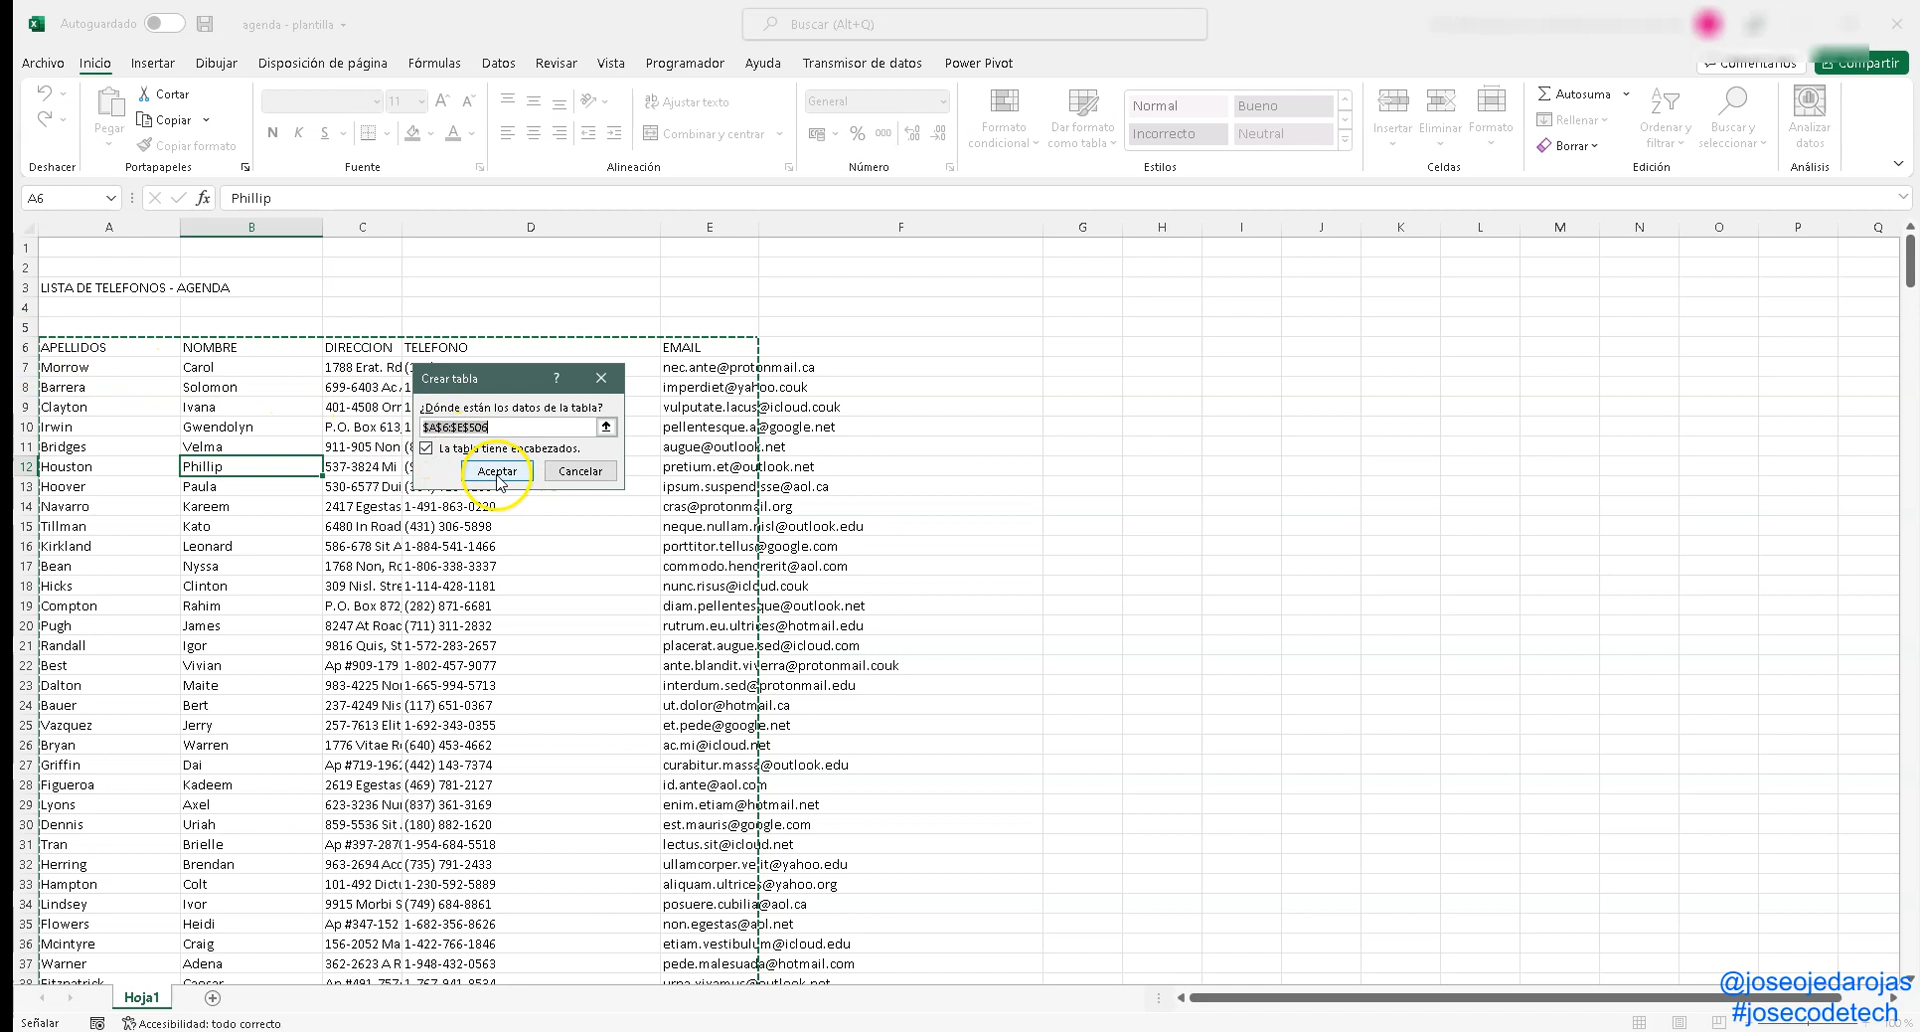 Autoguardado agenda - plantilla Buscar (Alt+Q)
Archivo Inicio Insertar Dibujar Disposición de página Fórmulas Datos Revisar Vista Programador Ayuda Transmisor de datos Power Pivot Comentarios Compartir
Pegar Cortar Copiar Copiar formato
11 N K S
Ajustar texto Combinar y centrar
General % 000
Formato condicional Dar formato como tabla
Normal Bueno Incorrecto Neutral
Insertar Eliminar Formato
Autosuma Rellenar Borrar Ordenar y filtrar Buscar y seleccionar Analizar datos
Deshacer Portapapeles Fuente Alineación Número Estilos Celdas Edición Análisis
A6 fx Phillip
A B C D E F G H I J K L M N O P Q
1
2
3 LISTA DE TELEFONOS - AGENDA
4
5
6 APELLIDOS NOMBRE DIRECCION TELEFONO EMAIL
7 Morrow Carol 1788 Erat. Rd nec.ante@protonmail.ca
8 Barrera Solomon 699-6403 Ac imperdiet@yahoo.couk
9 Clayton Ivana 401-4508 Orn vulputate.lacus@icloud.couk
10 Irwin Gwendolyn P.O. Box 613, pellentesque.a@google.net
11 Bridges Velma 911-905 Non augue@outlook.net
12 Houston Phillip 537-3824 Mi pretium.et@outlook.net
13 Hoover Paula 530-6577 Dui ipsum.suspendisse@aol.ca
14 Navarro Kareem 2417 Egestas 1-491-863-0220 cras@protonmail.org
15 Tillman Kato 6480 In Road (431) 306-5898 neque.nullam.nisl@outlook.edu
16 Kirkland Leonard 586-678 Sit A 1-884-541-1466 porttitor.tellus@google.com
17 Bean Nyssa 1768 Non, Ro 1-806-338-3337 commodo.hendrerit@aol.com
18 Hicks Clinton 309 Nisl. Stre 1-114-428-1181 nunc.risus@icloud.couk
19 Compton Rahim P.O. Box 872, (282) 871-6681 diam.pellentesque@outlook.net
20 Pugh James 8247 At Road (711) 311-2832 rutrum.eu.ultrices@hotmail.edu
21 Randall Igor 9816 Quis, St 1-572-283-2657 placerat.augue.sed@icloud.com
22 Best Vivian Ap #909-179 1-802-457-9077 ante.blandit.viverra@protonmail.couk
23 Dalton Maite 983-4225 Non 1-665-994-5713 interdum.sed@protonmail.edu
24 Bauer Bert 237-4249 Nis (117) 651-0367 ut.dolor@hotmail.ca
25 Vazquez Jerry 257-7613 Elit 1-692-343-0355 et.pede@google.net
26 Bryan Warren 1776 Vitae R (640) 453-4662 ac.mi@icloud.net
27 Griffin Dai Ap #719-1962 (442) 143-7374 curabitur.massa@outlook.edu
28 Figueroa Kadeem 2619 Egestas (469) 781-2127 id.ante@aol.com
29 Lyons Axel 623-3236 Nun (837) 361-3169 enim.etiam@hotmail.net
30 Dennis Uriah 859-5536 Sit (180) 882-1620 est.mauris@google.com
31 Tran Brielle Ap #397-2870 1-954-684-5518 lectus.sit@icloud.net
32 Herring Brendan 963-2694 Acc (735) 791-2433 ullamcorper.velit@yahoo.edu
33 Hampton Colt 101-492 Dictu 1-230-592-5889 aliquam.ultrices@yahoo.org
34 Lindsey Ivor 9915 Morbi S (749) 684-8861 posuere.cubilia@aol.ca
35 Flowers Heidi Ap #347-152 1-682-356-8626 non.egestas@aol.net
36 Mcintyre Craig 156-2052 Ma 1-422-766-1846 etiam.vestibulum@icloud.edu
37 Warner Adena 362-2623 A R 1-948-432-0563 pede.malesuada@hotmail.com
Crear tabla ?
¿Dónde están los datos de la tabla?
$A$6:$E$506
La tabla tiene encabezados.
Aceptar Cancelar
Hoja1
Señalar Accesibilidad: todo correcto
@joseojedarojas
#josecodetech